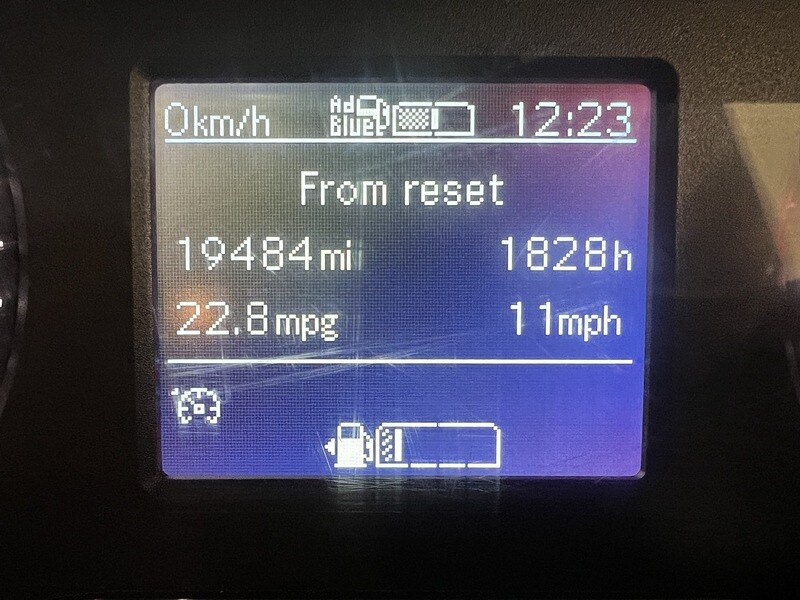 0km/h AdBlue 12:23
From reset
19484mi 1828h
22.8mpg 11mph